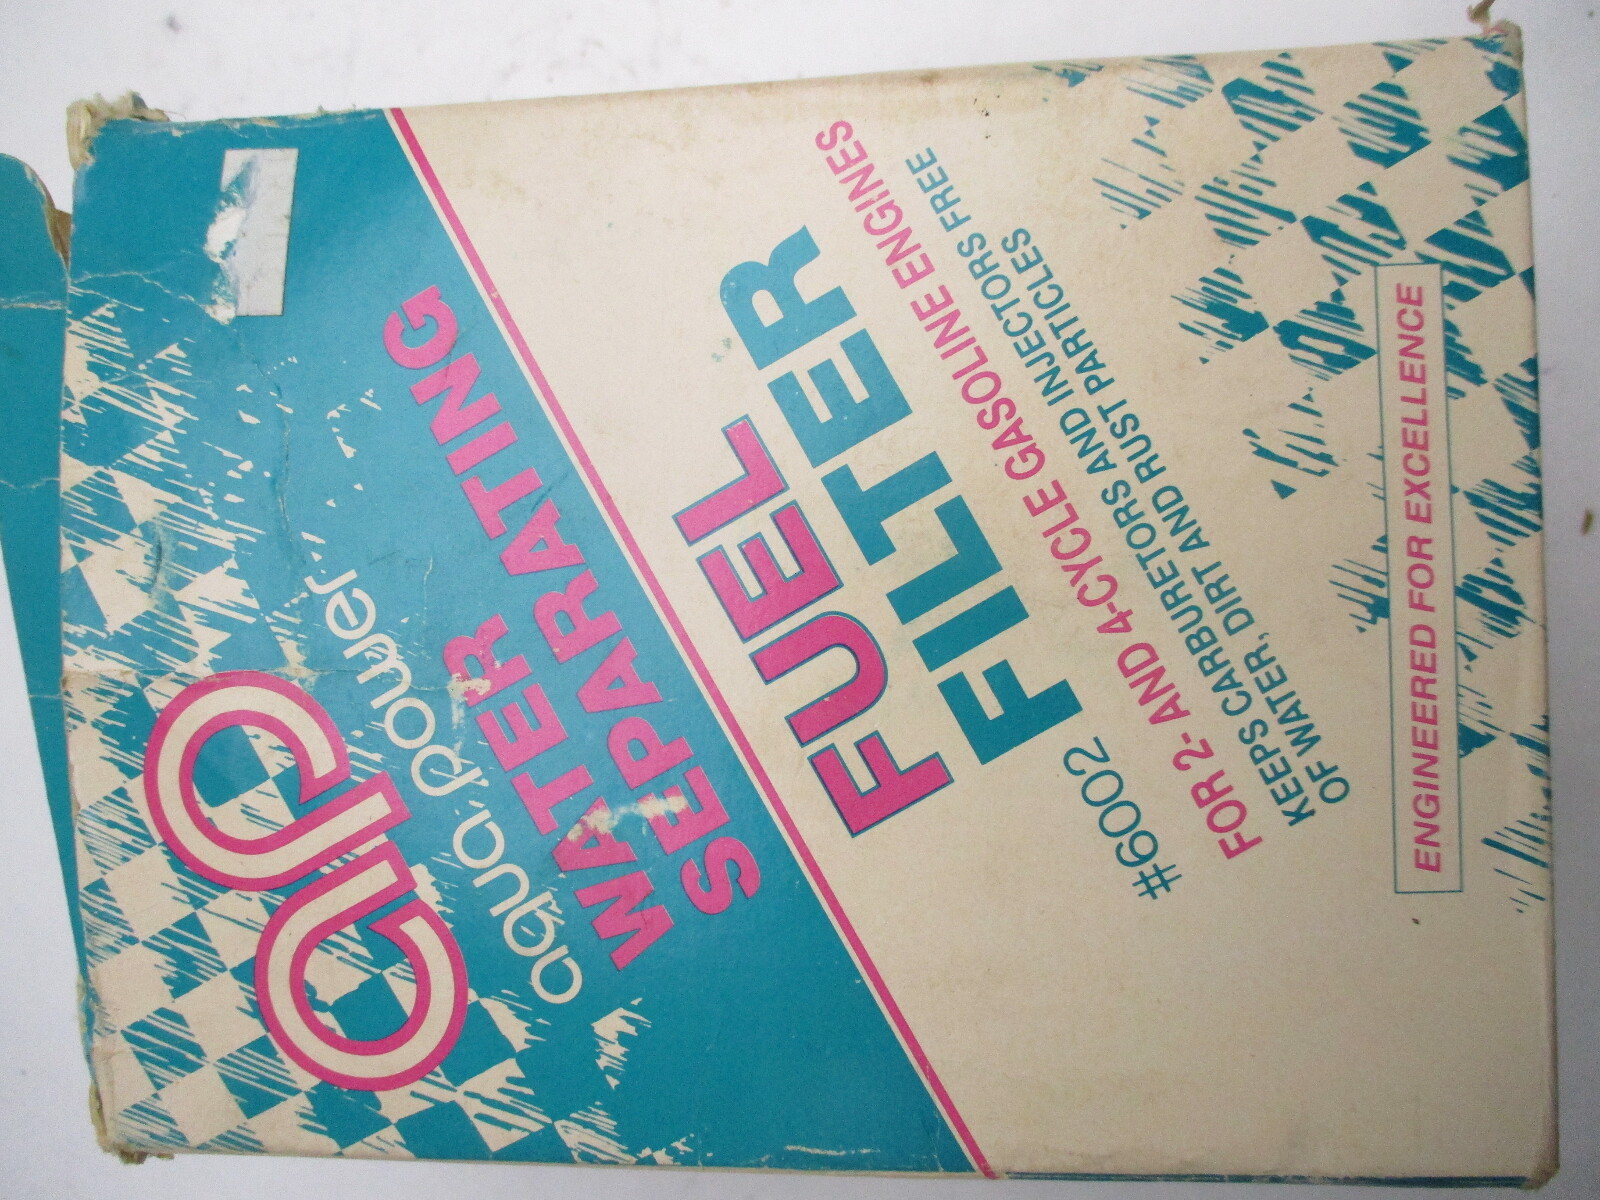 ap
aqua power
WATER
SEPARATING
FUEL
FILTER
#6002
FOR 2- AND 4-CYCLE GASOLINE ENGINES
KEEPS CARBURETORS AND INJECTORS FREE
OF WATER, DIRT AND RUST PARTICLES
ENGINEERED FOR EXCELLENCE